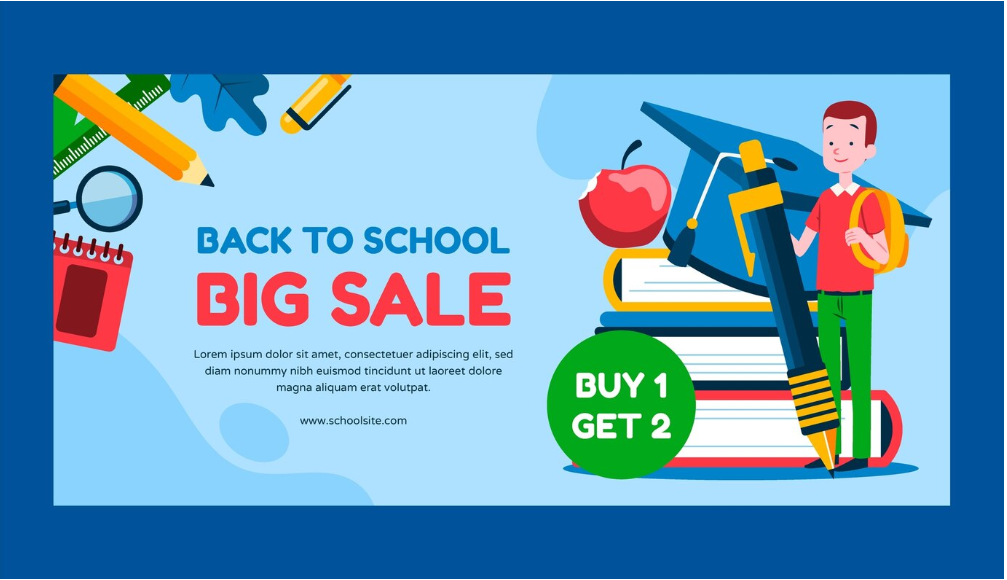 BACK TO SCHOOL
BIG SALE
Lorem ipsum dolor sit amet, consectetuer adipiscing elit, sed
diam nonummy nibh euismod tincidunt ut laoreet dolore
magna aliquam erat volutpat.
www.schoolsite.com
BUY 1
GET 2